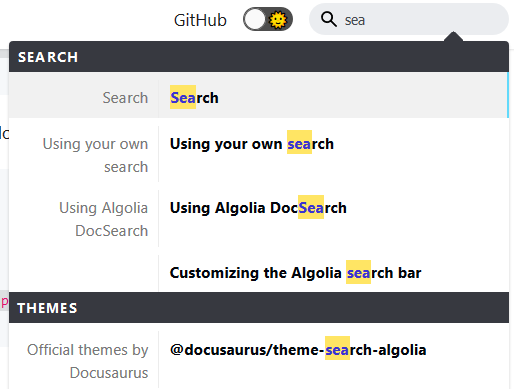 GitHub sea
SEARCH
Search Search
Using your own search Using your own search
Using Algolia DocSearch Using Algolia DocSearch
Customizing the Algolia search bar
THEMES
Official themes by Docusaurus @docusaurus/theme-search-algolia